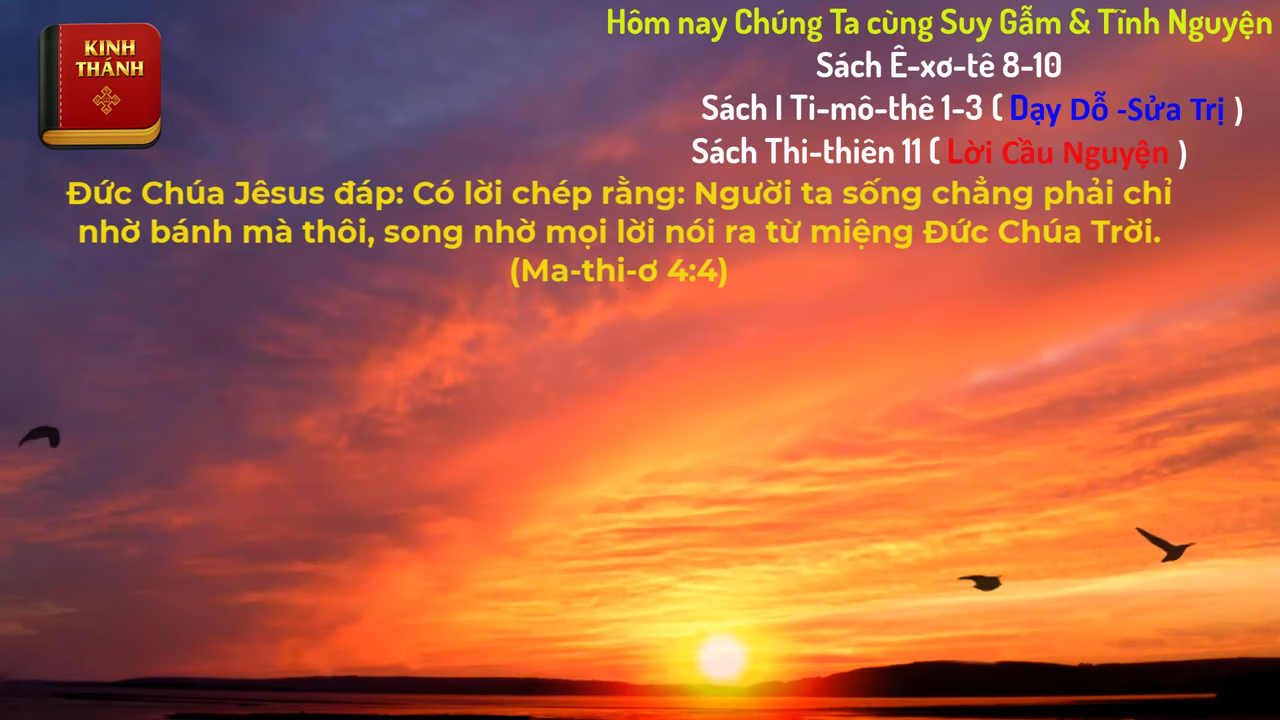 KINH
THÁNH
Hôm nay Chúng Ta cùng Suy Gẫm & Tĩnh Nguyện
Sách Ê-xơ-tê 8-10
Sách I Ti-mô-thê 1-3 ( Dạy Dỗ -Sửa Trị )
Sách Thi-thiên 11 ( Lời Cầu Nguyện )
Đức Chúa Jêsus đáp: Có lời chép rằng: Người ta sống chẳng phải chỉ
nhờ bánh mà thôi, song nhờ mọi lời nói ra từ miệng Đức Chúa Trời.
(Ma-thi-ơ 4:4)